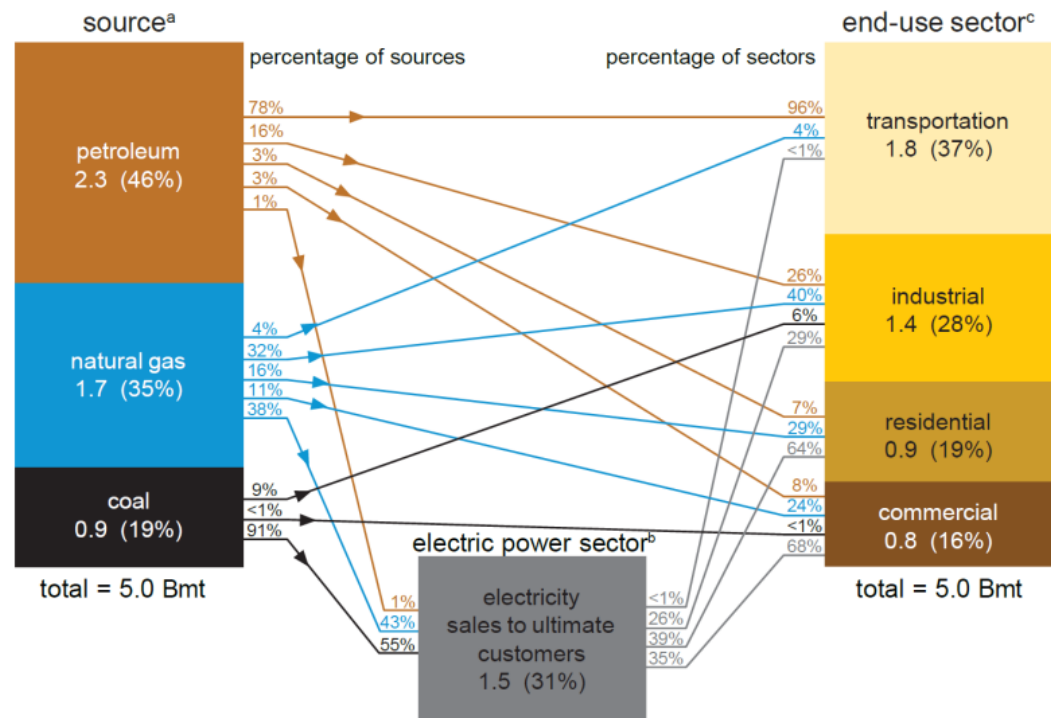 sourceᵃ
end-use sectorᶜ
percentage of sources
percentage of sectors
petroleum
2.3 (46%)
78%
16%
3%
3%
1%
natural gas
1.7 (35%)
4%
32%
16%
11%
38%
coal
0.9 (19%)
9%
<1%
91%
total = 5.0 Bmt
electric power sectorᵇ
1%
43%
55%
electricity
sales to ultimate
customers
1.5 (31%)
<1%
26%
39%
35%
96%
4%
<1%
transportation
1.8 (37%)
26%
40%
6%
29%
industrial
1.4 (28%)
7%
29%
64%
residential
0.9 (19%)
8%
24%
<1%
68%
commercial
0.8 (16%)
total = 5.0 Bmt